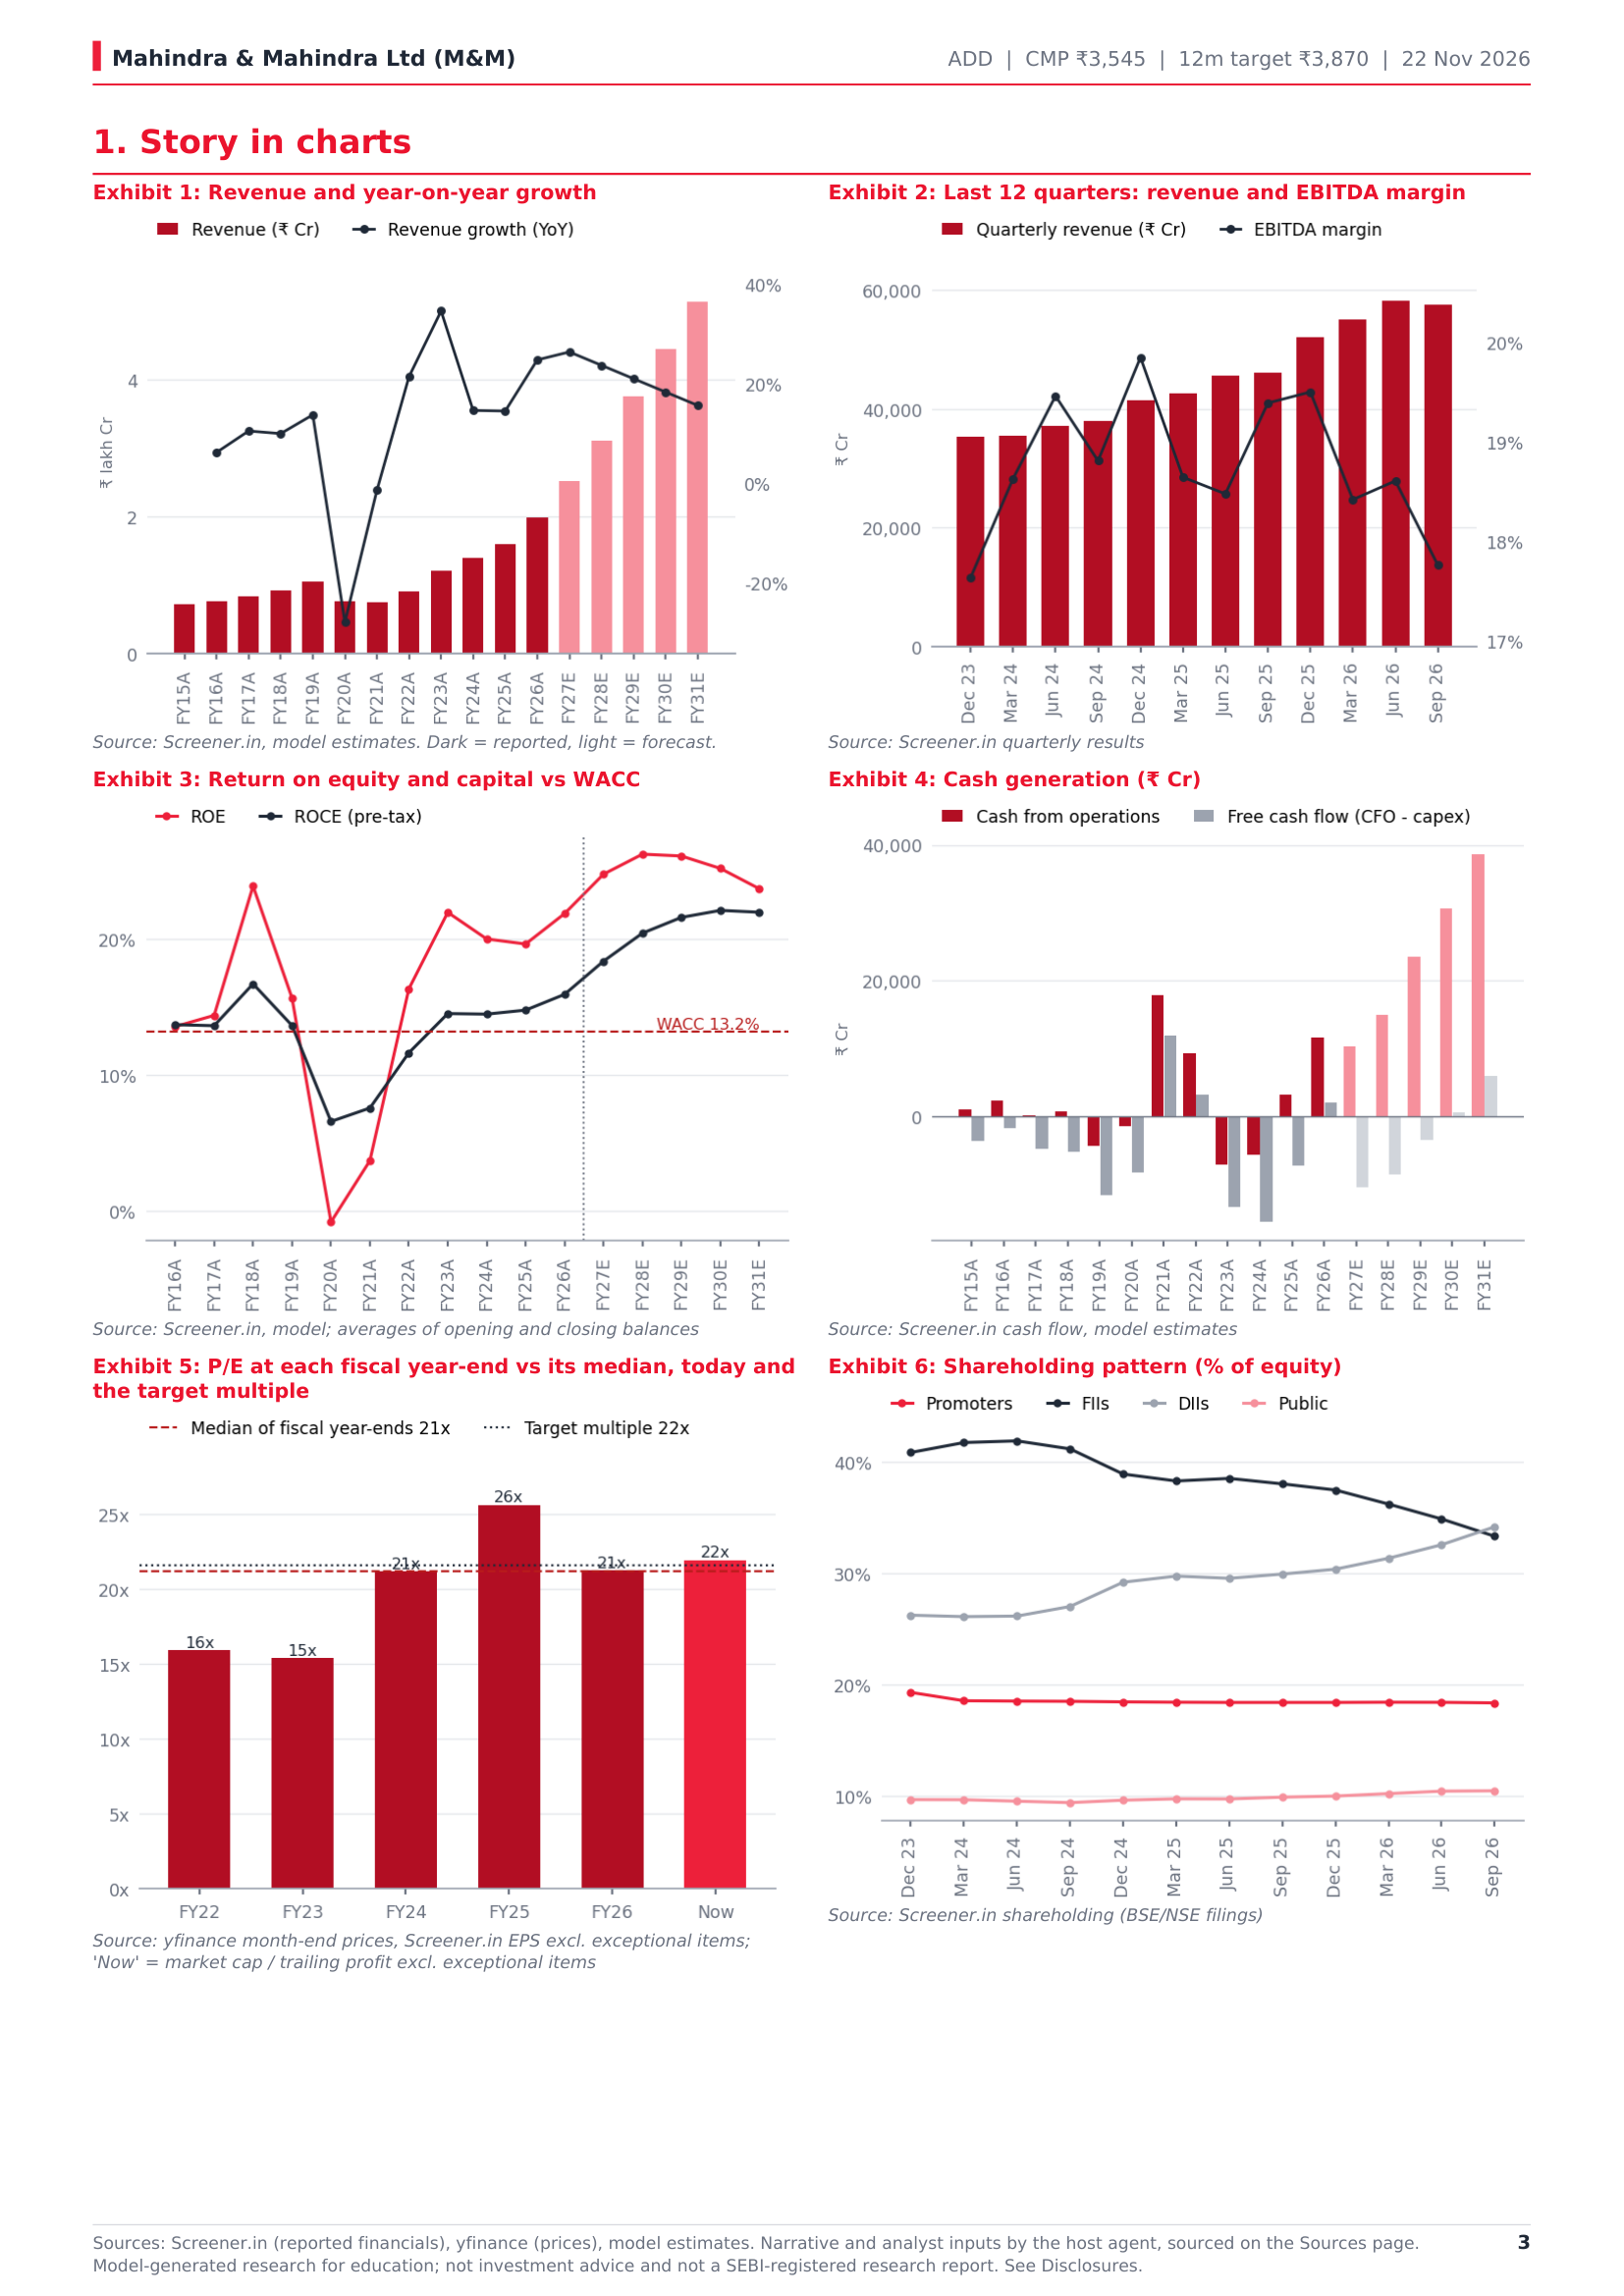 Mahindra & Mahindra Ltd (M&M)
ADD | CMP ₹3,545 | 12m target ₹3,870 | 22 Nov 2026
1. Story in charts
Exhibit 1: Revenue and year-on-year growth
Revenue (₹ Cr) Revenue growth (YoY)
40%
20%
0%
-20%
₹ lakh Cr
4
2
0
FY15A FY16A FY17A FY18A FY19A FY20A FY21A FY22A FY23A FY24A FY25A FY26A FY27E FY28E FY29E FY30E FY31E
Source: Screener.in, model estimates. Dark = reported, light = forecast.
Exhibit 2: Last 12 quarters: revenue and EBITDA margin
Quarterly revenue (₹ Cr) EBITDA margin
60,000
40,000
20,000
0
₹ Cr
20%
19%
18%
17%
Dec 23 Mar 24 Jun 24 Sep 24 Dec 24 Mar 25 Jun 25 Sep 25 Dec 25 Mar 26 Jun 26 Sep 26
Source: Screener.in quarterly results
Exhibit 3: Return on equity and capital vs WACC
ROE ROCE (pre-tax)
20%
10%
0%
WACC 13.2%
FY16A FY17A FY18A FY19A FY20A FY21A FY22A FY23A FY24A FY25A FY26A FY27E FY28E FY29E FY30E FY31E
Source: Screener.in, model; averages of opening and closing balances
Exhibit 4: Cash generation (₹ Cr)
Cash from operations Free cash flow (CFO - capex)
40,000
20,000
0
₹ Cr
FY15A FY16A FY17A FY18A FY19A FY20A FY21A FY22A FY23A FY24A FY25A FY26A FY27E FY28E FY29E FY30E FY31E
Source: Screener.in cash flow, model estimates
Exhibit 5: P/E at each fiscal year-end vs its median, today and
the target multiple
Median of fiscal year-ends 21x Target multiple 22x
25x
20x
15x
10x
5x
0x
16x 15x 21x 26x 21x 22x
FY22 FY23 FY24 FY25 FY26 Now
Source: yfinance month-end prices, Screener.in EPS excl. exceptional items;
'Now' = market cap / trailing profit excl. exceptional items
Exhibit 6: Shareholding pattern (% of equity)
Promoters FIIs DIIs Public
40%
30%
20%
10%
Dec 23 Mar 24 Jun 24 Sep 24 Dec 24 Mar 25 Jun 25 Sep 25 Dec 25 Mar 26 Jun 26 Sep 26
Source: Screener.in shareholding (BSE/NSE filings)
Sources: Screener.in (reported financials), yfinance (prices), model estimates. Narrative and analyst inputs by the host agent, sourced on the Sources page.
3
Model-generated research for education; not investment advice and not a SEBI-registered research report. See Disclosures.